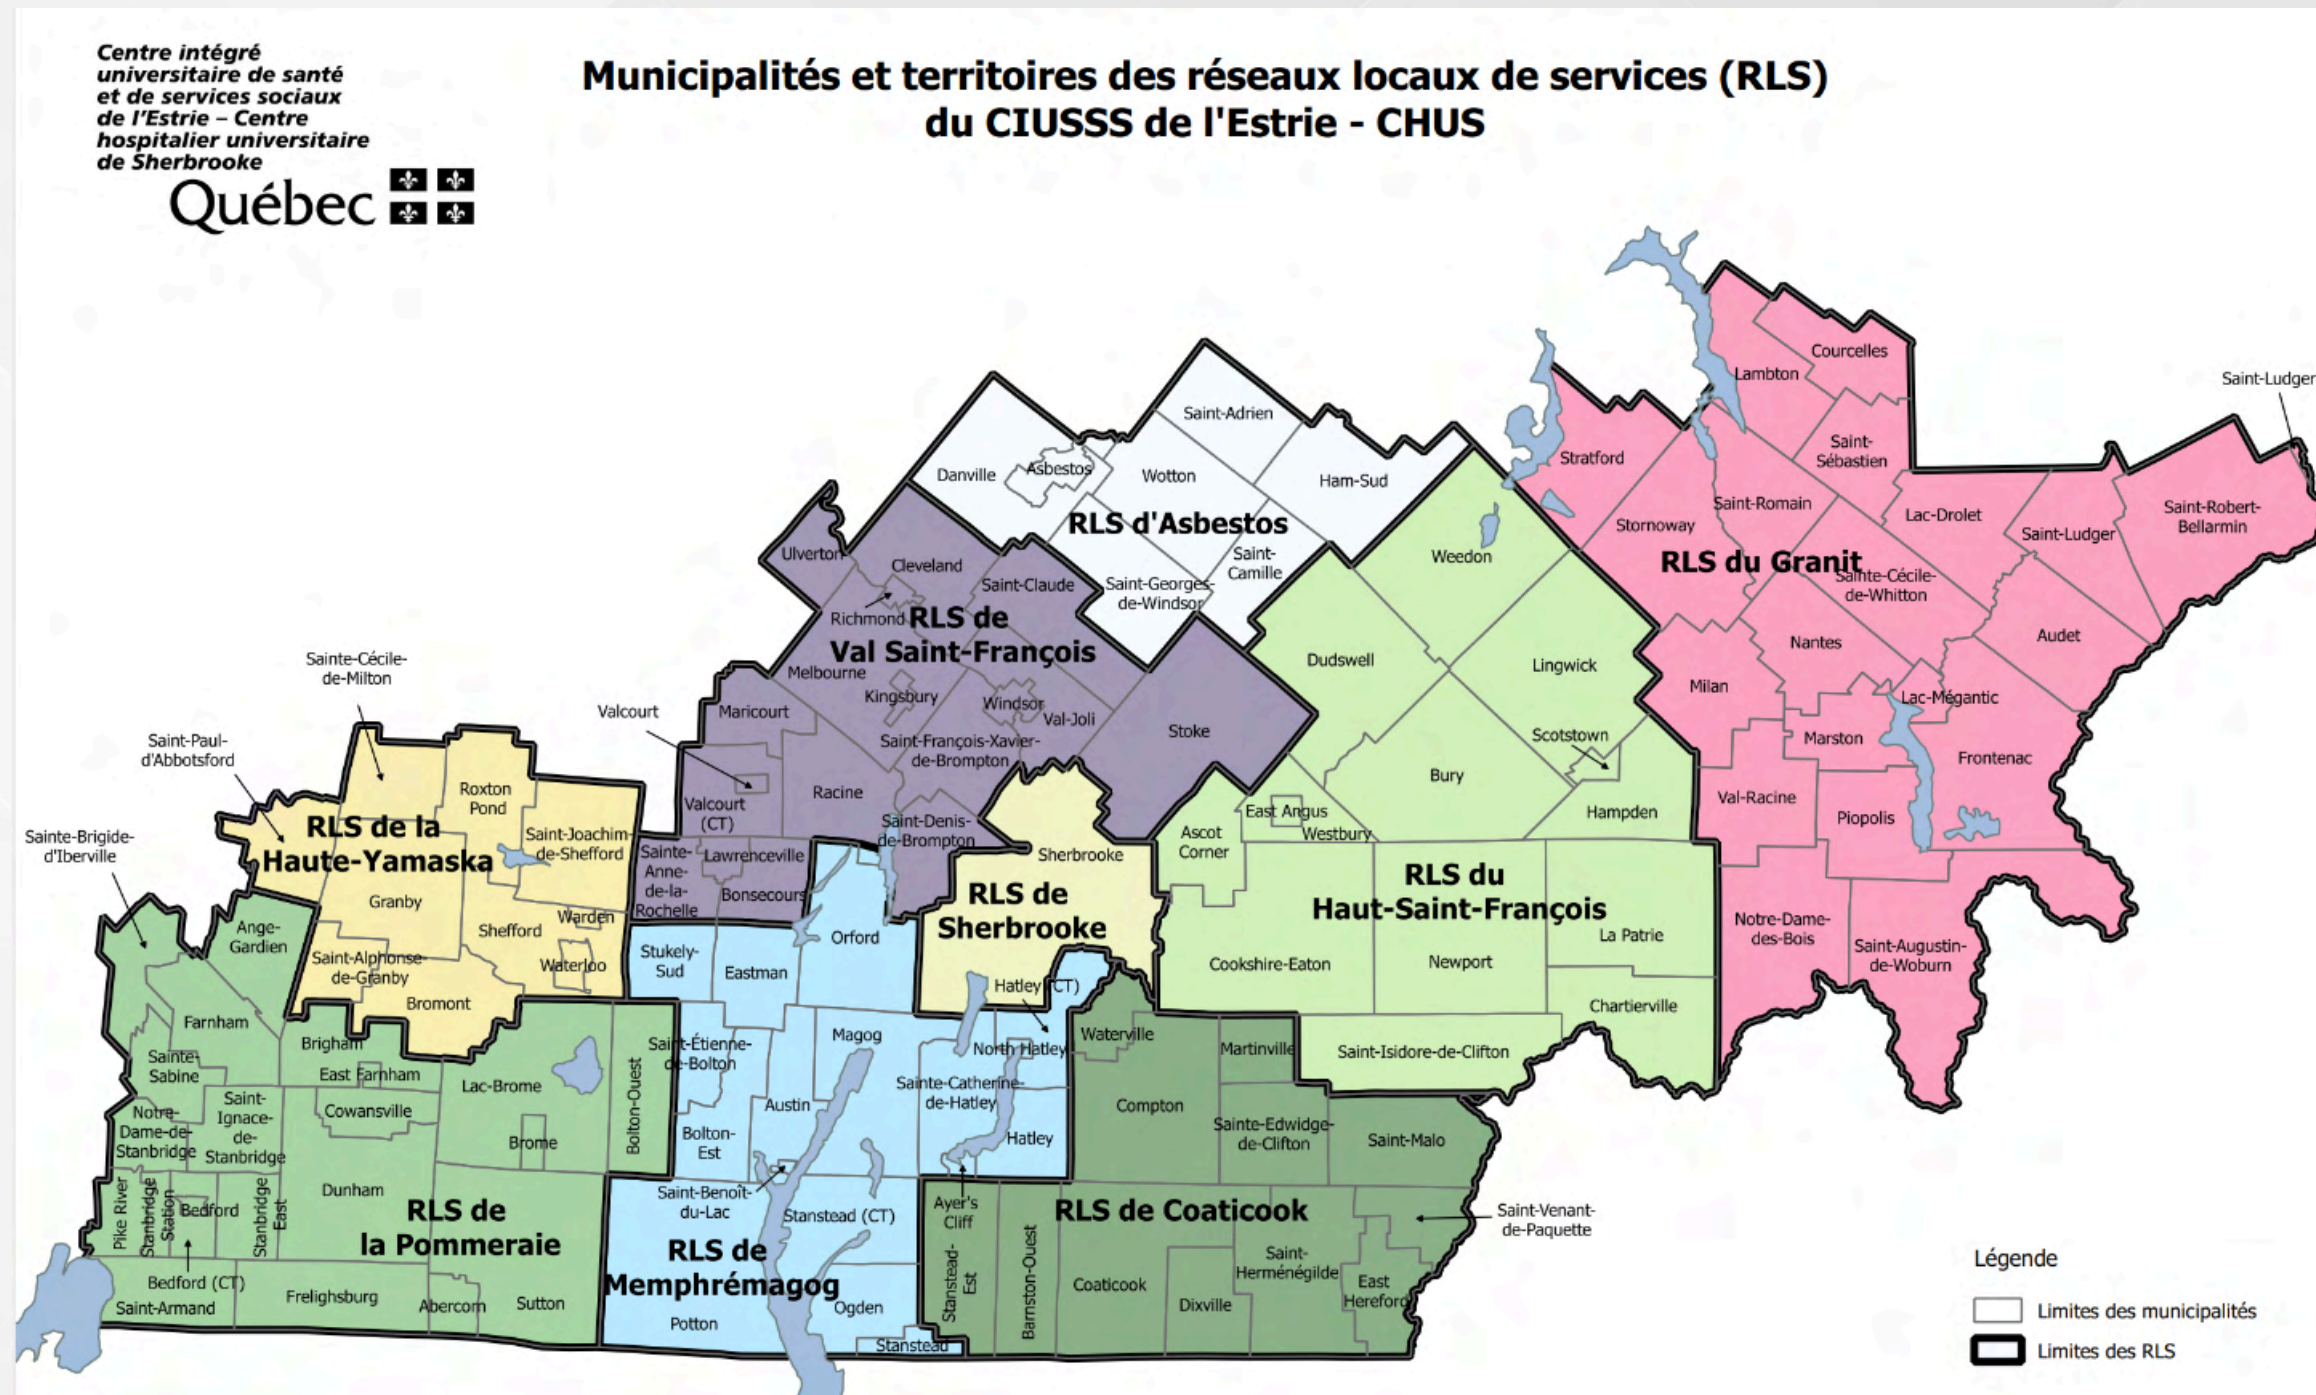 Centre intégré
universitaire de santé
et de services sociaux
de l'Estrie – Centre
hospitalier universitaire
de Sherbrooke
Québec
Municipalités et territoires des réseaux locaux de services (RLS)
du CIUSSS de l'Estrie - CHUS
Courcelles
Lambton
Saint-Ludger
Saint-
Sébastien
Stratford
Saint-Romain
Stornoway
Lac-Drolet
Saint-Ludger
Saint-Robert-
Bellarmin
RLS du Granit
Sainte-Cécile-
de-Whitton
Nantes
Audet
Milan
Lac-Mégantic
Marston
Frontenac
Val-Racine
Piopolis
Notre-Dame-
des-Bois
Saint-Augustin-
de-Woburn
Saint-Adrien
Danville
Asbestos
Wotton
Ham-Sud
RLS d'Asbestos
Saint-
Camille
Saint-Georges-
de-Windsor
Ulverton
Cleveland
Saint-Claude
Richmond
RLS de
Val Saint-François
Melbourne
Kingsbury
Windsor
Val-Joli
Stoke
Maricourt
Valcourt
Saint-François-Xavier-
de-Brompton
Racine
Valcourt
(CT)
Saint-Denis-
de-Brompton
Sainte-
Anne-
de-la-
Rochelle
Lawrenceville
Bonsecours
Weedon
Dudswell
Lingwick
Scotstown
Bury
Hampden
East Angus
Westbury
Ascot
Corner
RLS du
Haut-Saint-François
La Patrie
Cookshire-Eaton
Newport
Chartierville
Saint-Isidore-de-Clifton
Sherbrooke
RLS de
Sherbrooke
Sainte-Cécile-
de-Milton
Saint-Paul-
d'Abbotsford
Roxton
Pond
RLS de la
Haute-Yamaska
Saint-Joachim-
de-Shefford
Granby
Shefford
Warden
Saint-Alphonse-
de-Granby
Waterloo
Bromont
Sainte-Brigide-
d'Iberville
Ange-
Gardien
Farnham
Brigham
Sainte-
Sabine
East Farnham
Lac-Brome
Bolton-Ouest
Saint-
Ignace-
de-
Stanbridge
Notre-
Dame-de-
Stanbridge
Cowansville
Brome
Pike River
Stanbridge
Station
Bedford
Stanbridge
East
Dunham
RLS de
la Pommeraie
Bedford (CT)
Saint-Armand
Frelighsburg
Abercorn
Sutton
Orford
Stukely-
Sud
Eastman
Hatley (CT)
Saint-Étienne-
de-Bolton
Magog
North Hatley
Sainte-Catherine-
de-Hatley
Austin
Bolton-
Est
Hatley
Saint-Benoît-
du-Lac
Stanstead (CT)
Ayer's
Cliff
RLS de
Memphrémagog
Ogden
Potton
Stanstead
Waterville
Martinville
Compton
Sainte-Edwidge-
de-Clifton
Saint-Malo
RLS de Coaticook
Saint-Venant-
de-Paquette
Stanstead-
Est
Barnston-Ouest
Coaticook
Dixville
Saint-
Herménégilde
East
Hereford
Légende
Limites des municipalités
Limites des RLS